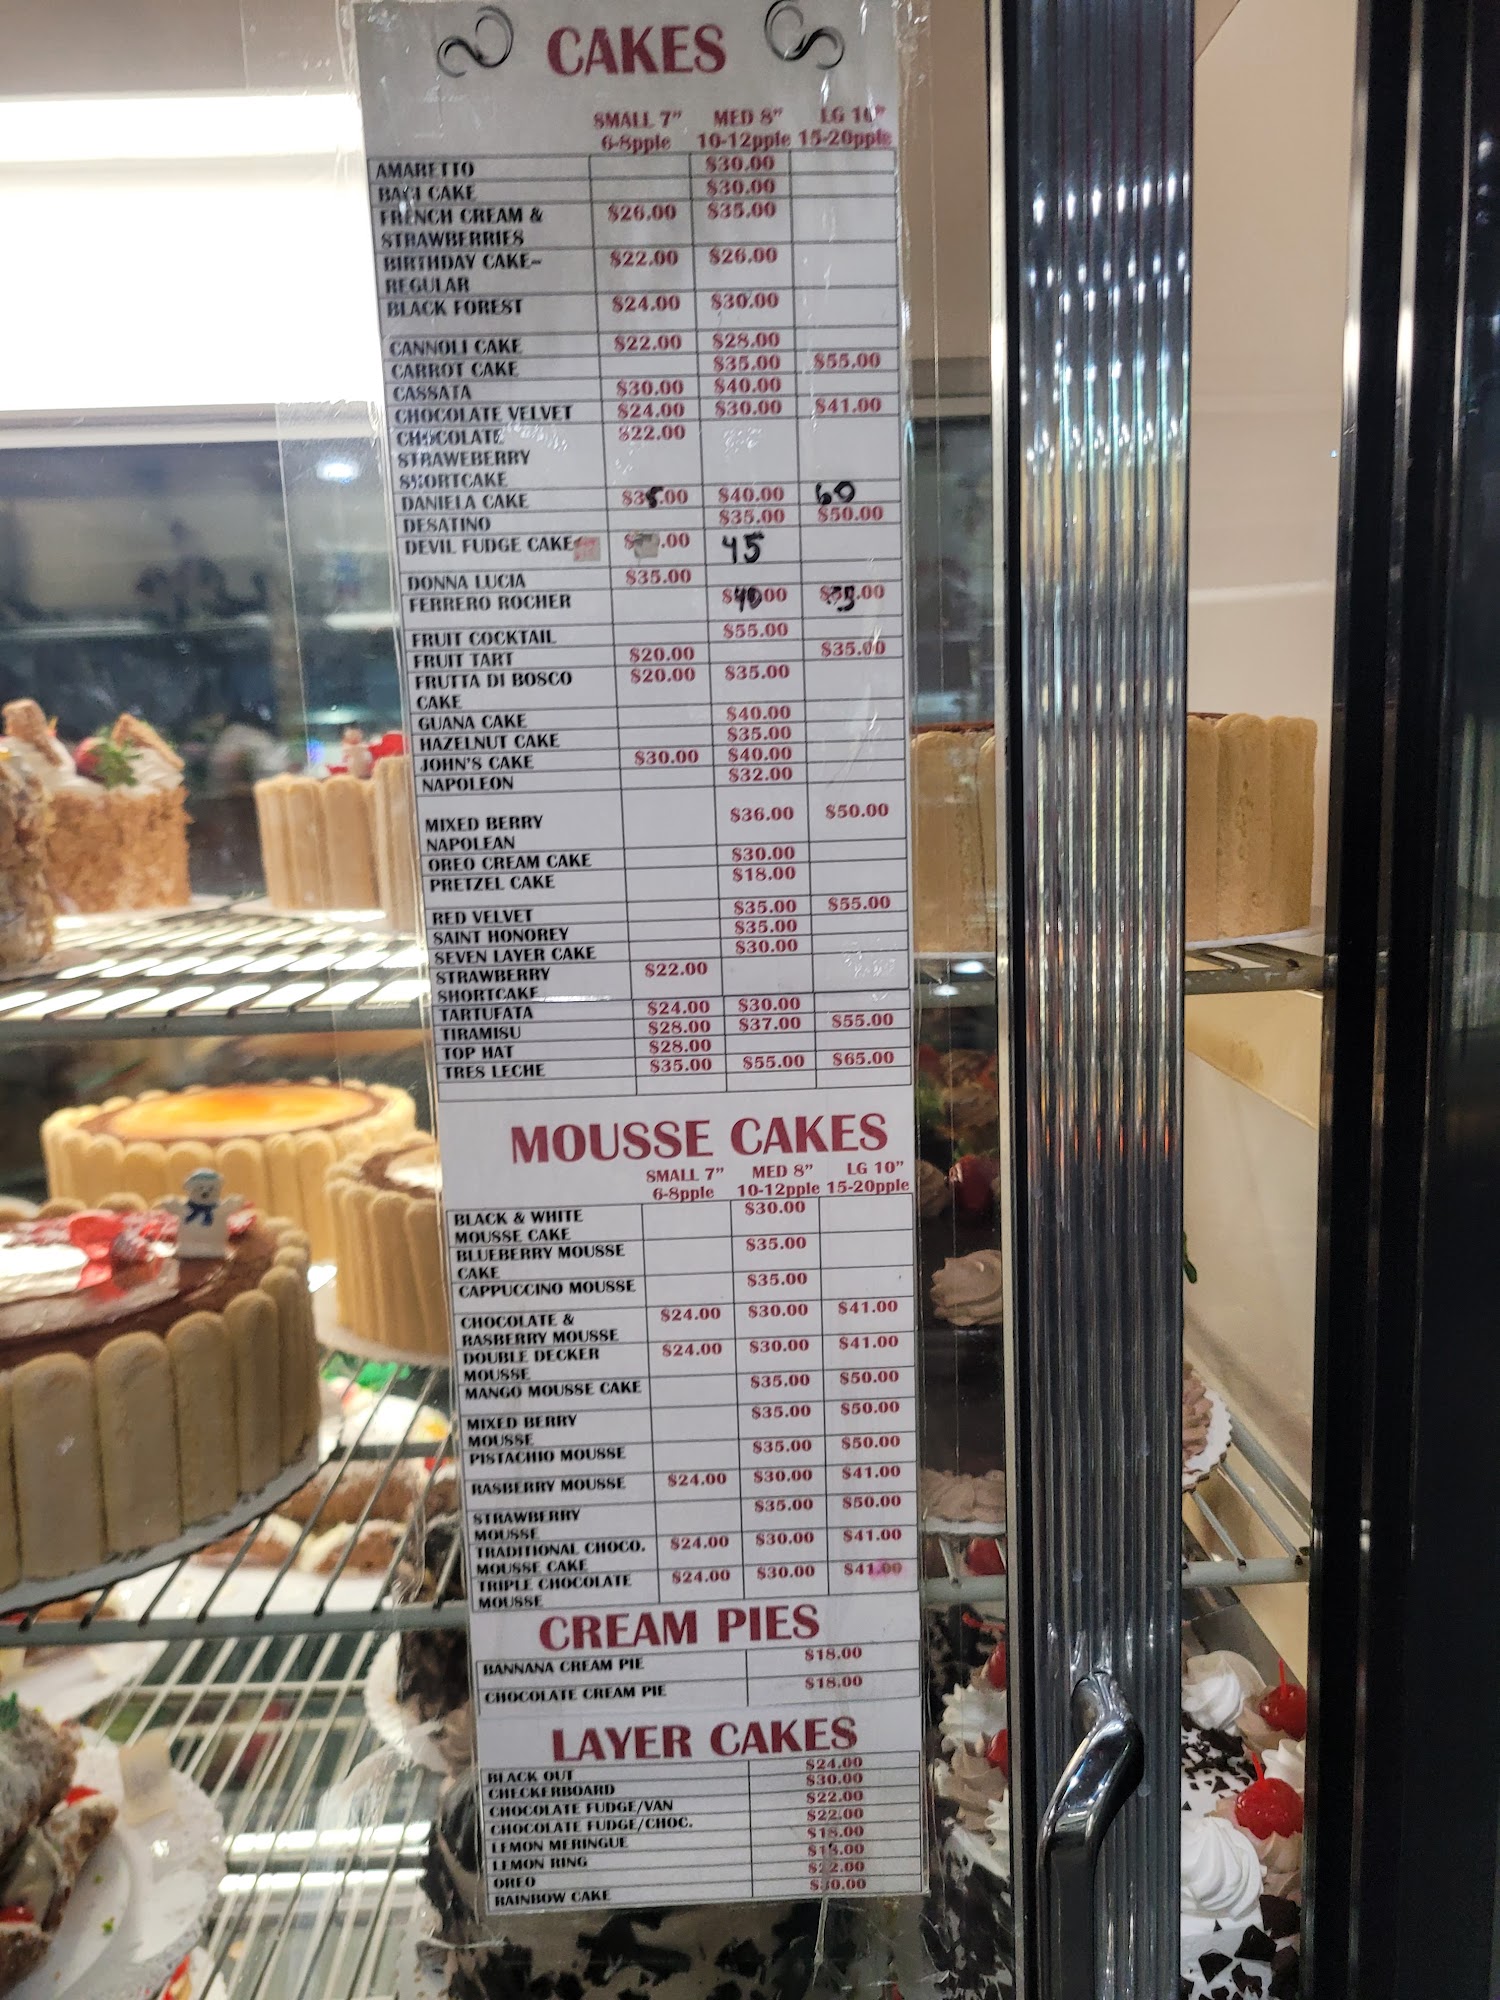 CAKES
SMALL 7" MED 8" LG 10"
6-8pple 10-12pple 15-20pple
AMARETTO $30.00
BACI CAKE $30.00
FRENCH CREAM & $26.00 $35.00
STRAWBERRIES
BIRTHDAY CAKE- $22.00 $26.00
REGULAR
BLACK FOREST $24.00 $30.00
CANNOLI CAKE $22.00 $28.00
CARROT CAKE $35.00 $55.00
CASSATA $30.00 $40.00
CHOCOLATE VELVET $24.00 $30.00 $41.00
CHOCOLATE $22.00
STRAWEBERRY
SHORTCAKE
DANIELA CAKE $35.00 $40.00 60
DESATINO $35.00 $50.00
DEVIL FUDGE CAKE .00 45
DONNA LUCIA $35.00
FERRERO ROCHER $40.00
FRUIT COCKTAIL $55.00
FRUIT TART $20.00 $35.00
FRUTTA DI BOSCO $20.00 $35.00
CAKE
GUANA CAKE $40.00
HAZELNUT CAKE $35.00
JOHN'S CAKE $30.00 $40.00
NAPOLEON $32.00
MIXED BERRY $36.00 $50.00
NAPOLEAN
OREO CREAM CAKE $30.00
PRETZEL CAKE $18.00
RED VELVET $35.00 $55.00
SAINT HONOREY $35.00
SEVEN LAYER CAKE $30.00
STRAWBERRY $22.00
SHORTCAKE
TARTUFATA $24.00 $30.00
TIRAMISU $28.00 $37.00 $55.00
TOP HAT $28.00
TRES LECHE $35.00 $55.00 $65.00
MOUSSE CAKES
SMALL 7" MED 8" LG 10"
6-8pple 10-12pple 15-20pple
BLACK & WHITE $30.00
MOUSSE CAKE
BLUEBERRY MOUSSE $35.00
CAKE
CAPPUCCINO MOUSSE $35.00
CHOCOLATE & $24.00 $30.00 $41.00
RASBERRY MOUSSE
DOUBLE DECKER $24.00 $30.00 $41.00
MOUSSE
MANGO MOUSSE CAKE $35.00 $50.00
MIXED BERRY $35.00 $50.00
MOUSSE
PISTACHIO MOUSSE $35.00 $50.00
RASBERRY MOUSSE $24.00 $30.00 $41.00
STRAWBERRY $35.00 $50.00
MOUSSE
TRADITIONAL CHOCO. $24.00 $30.00 $41.00
MOUSSE CAKE
TRIPLE CHOCOLATE $24.00 $30.00 $41.00
MOUSSE
CREAM PIES
BANNANA CREAM PIE $18.00
CHOCOLATE CREAM PIE $18.00
LAYER CAKES
BLACK OUT $24.00
CHECKERBOARD $30.00
CHOCOLATE FUDGE/VAN $22.00
CHOCOLATE FUDGE/CHOC. $22.00
LEMON MERINGUE $18.00
LEMON RING $18.00
OREO $22.00
RAINBOW CAKE $30.00